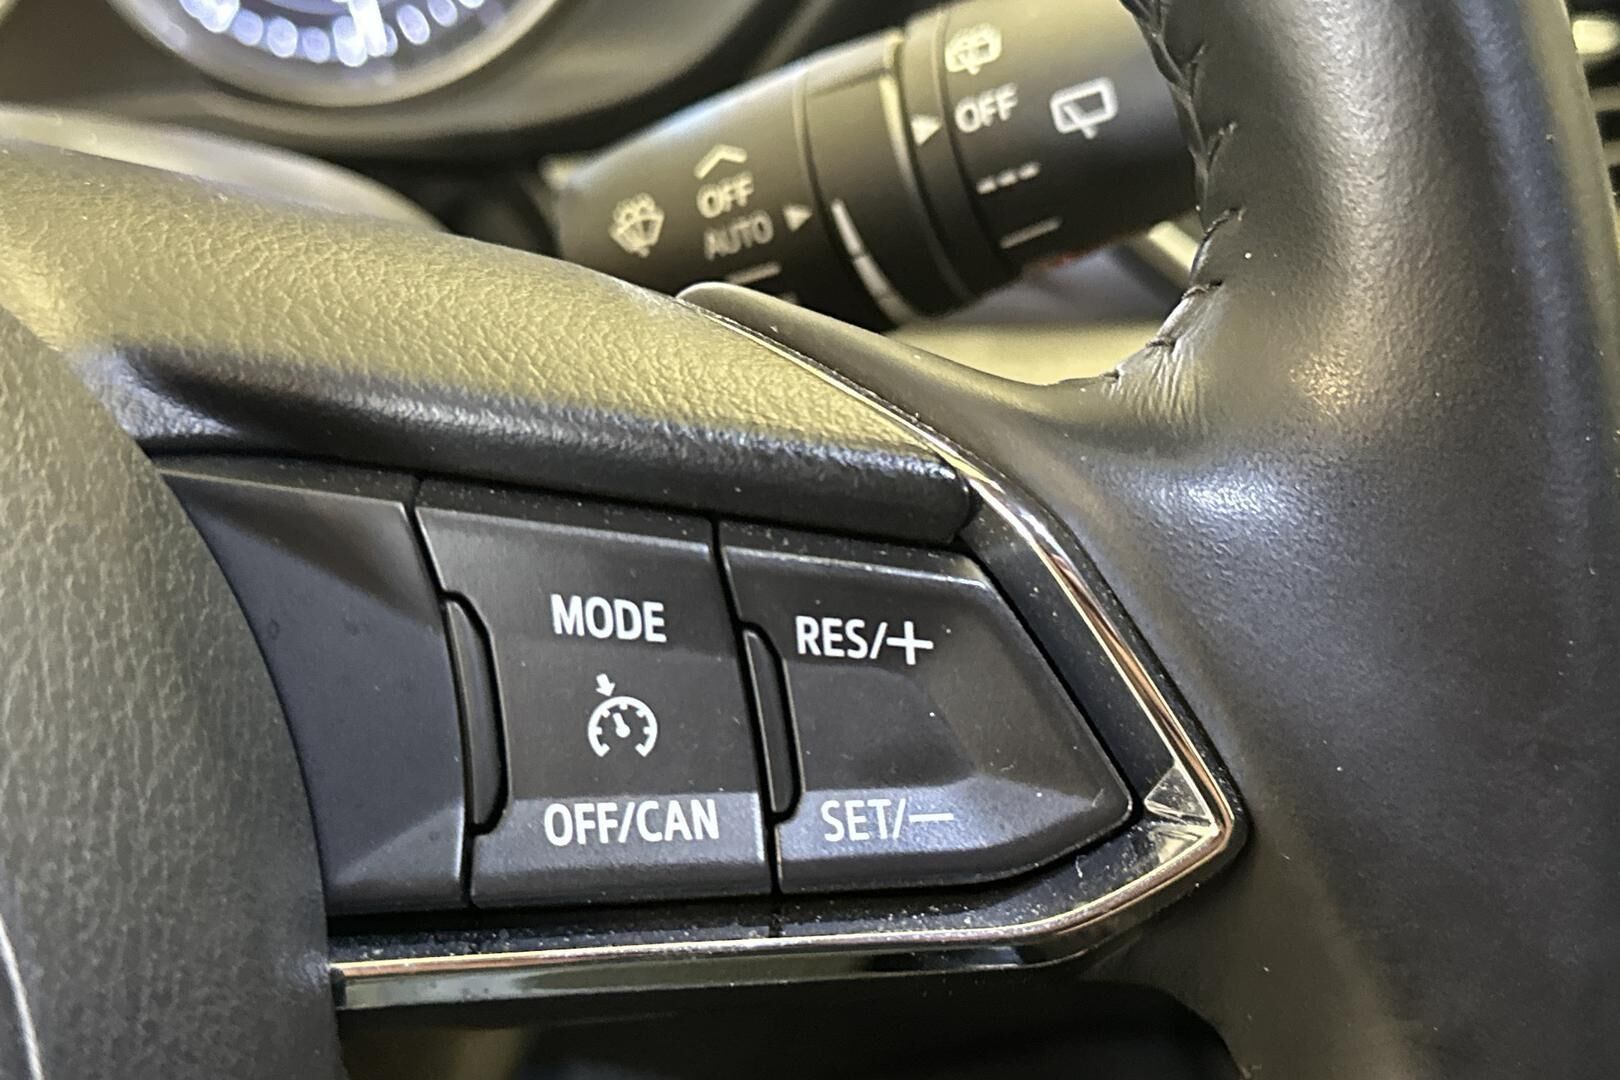 OFF
OFF
AUTO
MODE
RES/+
OFF/CAN
SET/−